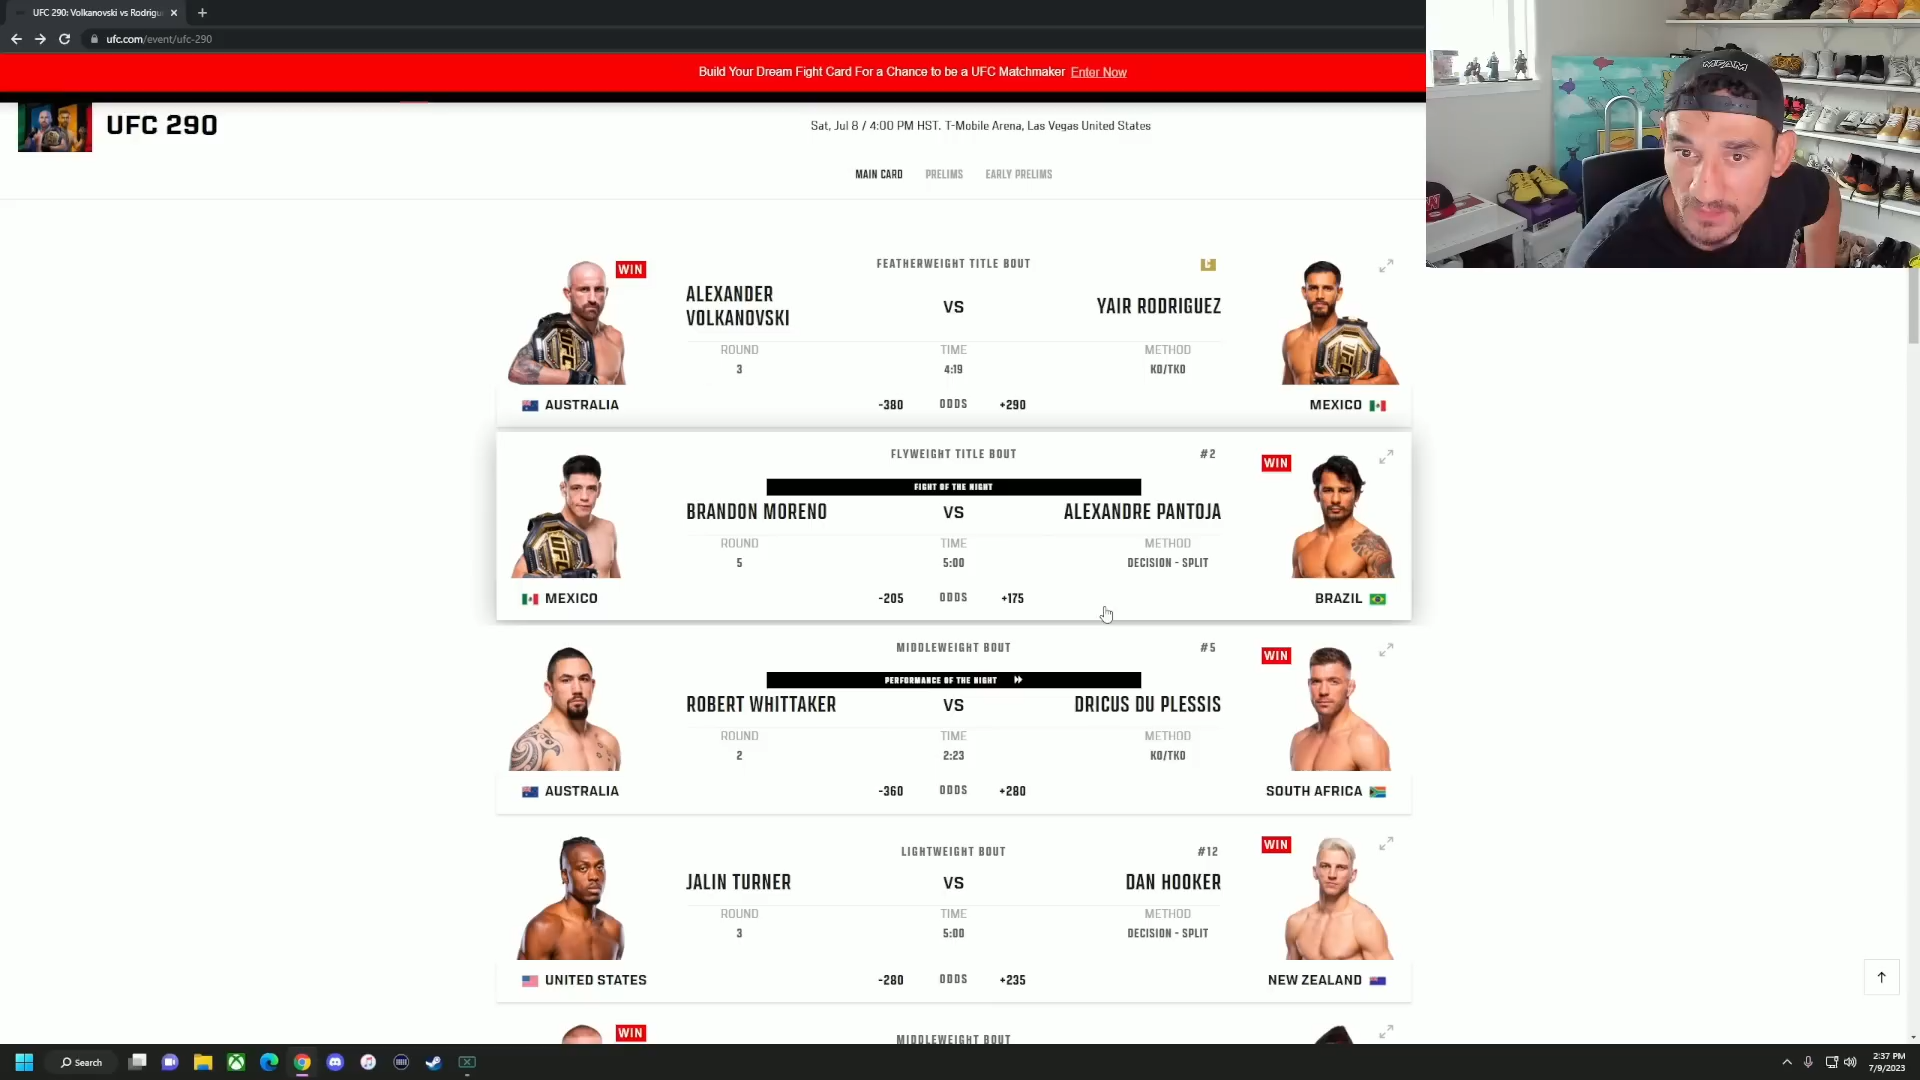 UFC 290: Volkanovski vs Rodrigu
ufc.com/event/ufc-290
Build Your Dream Fight Card For a Chance to be a UFC Matchmaker Enter Now
UFC 290
Sat, Jul 8 / 4:00 PM HST. T-Mobile Arena, Las Vegas United States
MAIN CARD PRELIMS EARLY PRELIMS
FEATHERWEIGHT TITLE BOUT C
WIN
ALEXANDER
VOLKANOVSKI
VS
YAIR RODRIGUEZ
ROUND TIME METHOD
3 4:19 KO/TKO
AUSTRALIA -380 ODDS +290 MEXICO
FLYWEIGHT TITLE BOUT #2
WIN
FIGHT OF THE NIGHT
BRANDON MORENO VS ALEXANDRE PANTOJA
ROUND TIME METHOD
5 5:00 DECISION - SPLIT
MEXICO -205 ODDS +175 BRAZIL
MIDDLEWEIGHT BOUT #5
WIN
PERFORMANCE OF THE NIGHT
ROBERT WHITTAKER VS DRICUS DU PLESSIS
ROUND TIME METHOD
2 2:23 KO/TKO
AUSTRALIA -360 ODDS +280 SOUTH AFRICA
LIGHTWEIGHT BOUT #12
WIN
JALIN TURNER VS DAN HOOKER
ROUND TIME METHOD
3 5:00 DECISION - SPLIT
UNITED STATES -280 ODDS +235 NEW ZEALAND
WIN
MIDDLEWEIGHT BOUT
Search
2:37 PM
7/9/2023